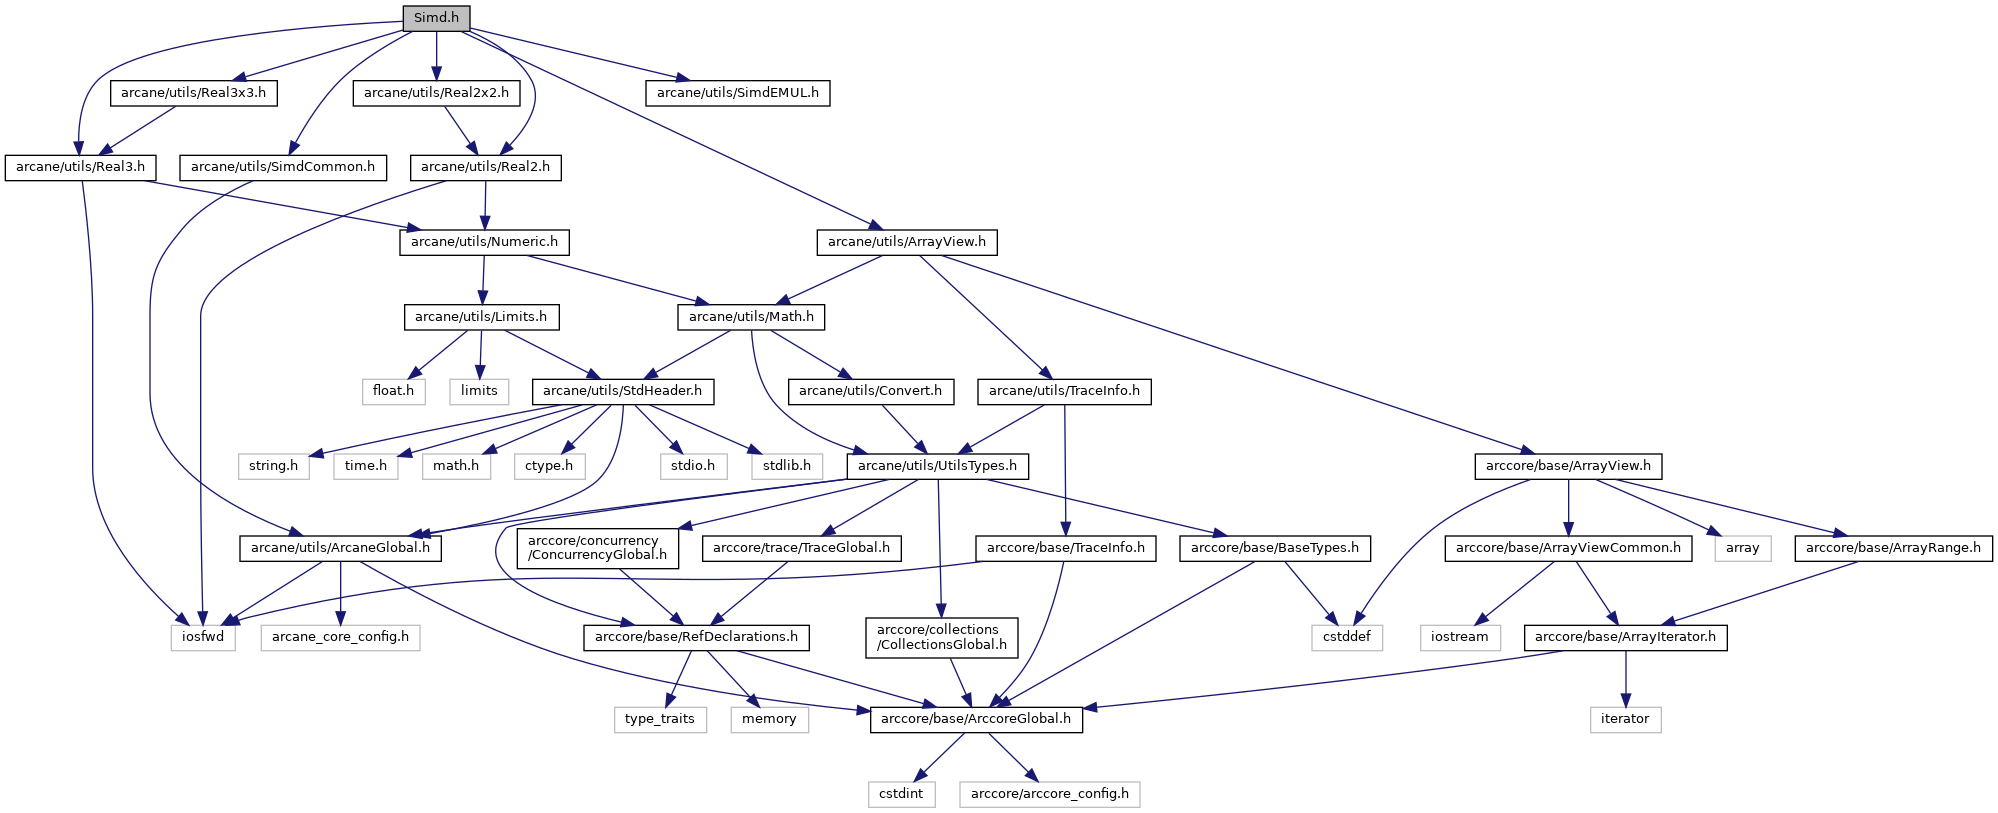 Simd.h
arcane/utils/Real3x3.h
arcane/utils/Real2x2.h
arcane/utils/SimdEMUL.h
arcane/utils/Real3.h
arcane/utils/SimdCommon.h
arcane/utils/Real2.h
arcane/utils/Numeric.h
arcane/utils/ArrayView.h
arcane/utils/Limits.h
arcane/utils/Math.h
float.h
limits
arcane/utils/StdHeader.h
arcane/utils/Convert.h
arcane/utils/TraceInfo.h
string.h
time.h
math.h
ctype.h
stdio.h
stdlib.h
arcane/utils/UtilsTypes.h
arccore/base/ArrayView.h
arcane/utils/ArcaneGlobal.h
arccore/concurrency
/ConcurrencyGlobal.h
arccore/trace/TraceGlobal.h
arccore/base/TraceInfo.h
arccore/base/BaseTypes.h
arccore/base/ArrayViewCommon.h
array
arccore/base/ArrayRange.h
iosfwd
arcane_core_config.h
arccore/base/RefDeclarations.h
arccore/collections
/CollectionsGlobal.h
cstddef
iostream
arccore/base/ArrayIterator.h
type_traits
memory
arccore/base/ArccoreGlobal.h
iterator
cstdint
arccore/arccore_config.h